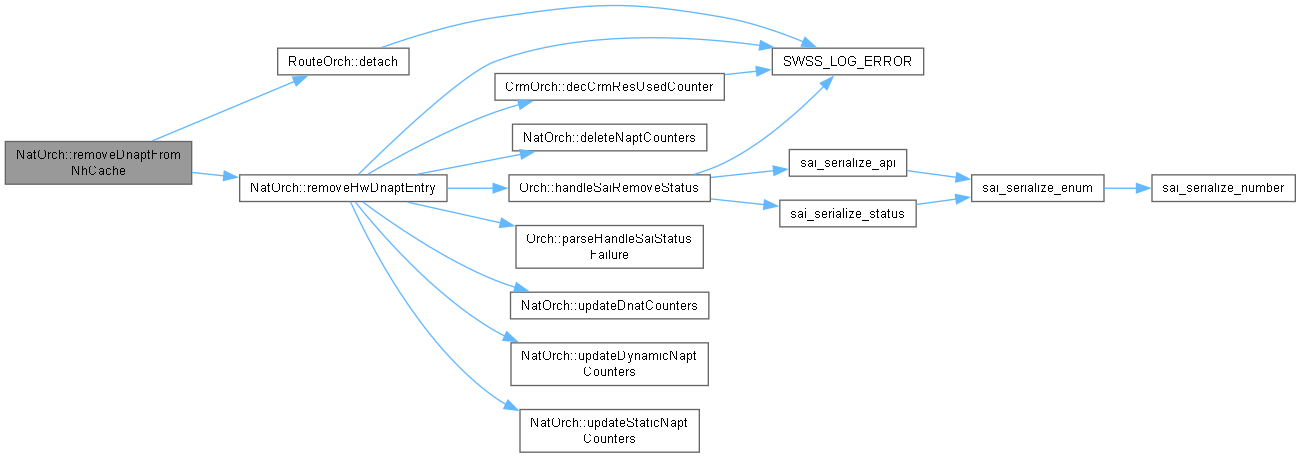 RouteOrch::detach
SWSS_LOG_ERROR
CrmOrch::decCrmResUsedCounter
NatOrch::deleteNaptCounters
NatOrch::removeDnaptFrom
NhCache
sai_serialize_api
NatOrch::removeHwDnaptEntry
Orch::handleSaiRemoveStatus
sai_serialize_enum
sai_serialize_number
sai_serialize_status
Orch::parseHandleSaiStatus
Failure
NatOrch::updateDnatCounters
NatOrch::updateDynamicNapt
Counters
NatOrch::updateStaticNapt
Counters